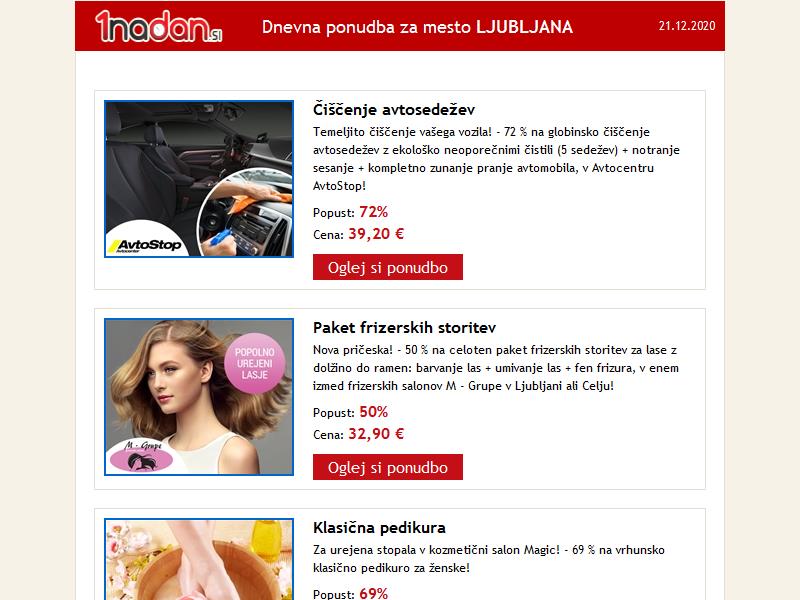 1nadan.si
Dnevna ponudba za mesto LJUBLJANA
21.12.2020
AvtoStop
Avtocenter
Čiščenje avtosedežev
Temeljito čiščenje vašega vozila! - 72 % na globinsko čiščenje
avtosedežev z ekološko neoporečnimi čistili (5 sedežev) + notranje
sesanje + kompletno zunanje pranje avtomobila, v Avtocentru
AvtoStop!
Popust: 72%
Cena: 39,20 €
Oglej si ponudbo
POPOLNO
UREJENI
LASJE
M - Grupe
Paket frizerskih storitev
Nova pričeska! - 50 % na celoten paket frizerskih storitev za lase z
dolžino do ramen: barvanje las + umivanje las + fen frizura, v enem
izmed frizerskih salonov M - Grupe v Ljubljani ali Celju!
Popust: 50%
Cena: 32,90 €
Oglej si ponudbo
Klasična pedikura
Za urejena stopala v kozmetični salon Magic! - 69 % na vrhunsko
klasično pedikuro za ženske!
Popust: 69%